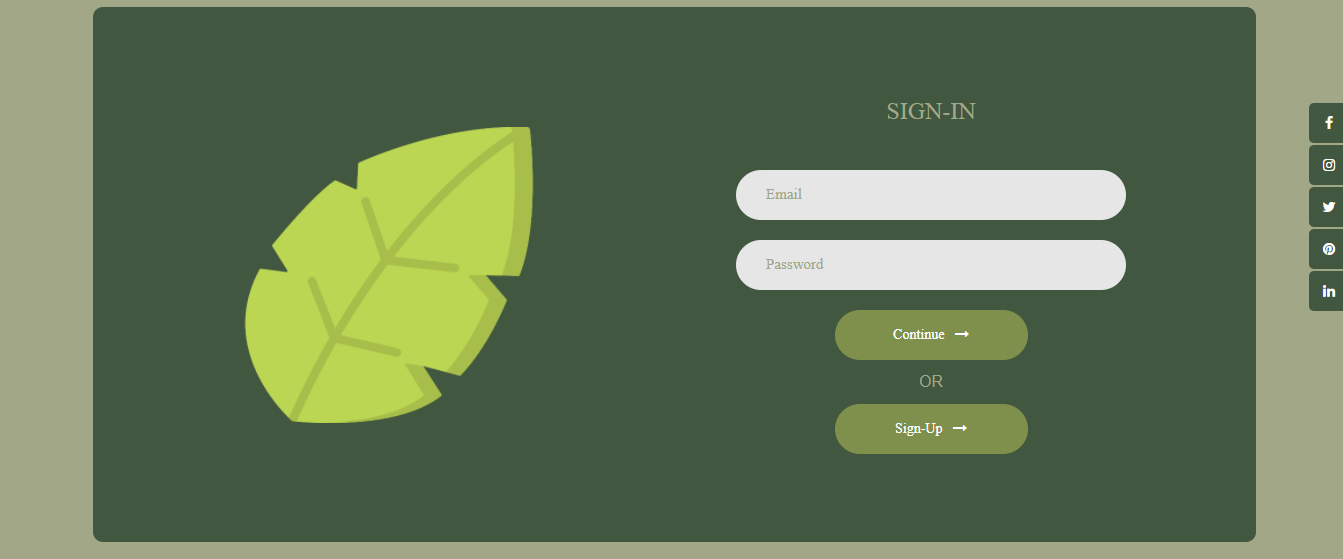 SIGN-IN
Email
Password
Continue
OR
Sign-Up